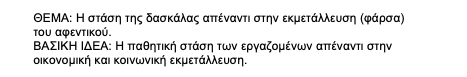 ΘΕΜΑ: Η στάση της δασκάλας απέναντι στην εκμετάλλευση (φάρσα)
του αφεντικού.
ΒΑΣΙΚΗ ΙΔΕΑ: Η παθητική στάση των εργαζομένων απέναντι στην
οικονομική και κοινωνική εκμετάλλευση.